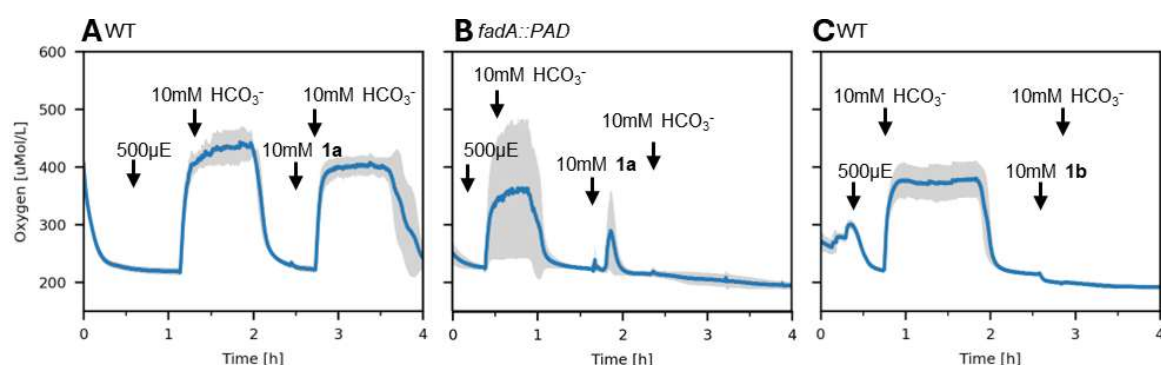 A WT
B fadA::PAD
C WT
Oxygen [uMol/L]
600
500
400
300
200
10mM HCO₃⁻
10mM HCO₃⁻
500µE
10mM 1a
0 1 2 3 4
Time [h]
10mM HCO₃⁻
10mM HCO₃⁻
500µE
10mM 1a
0 1 2 3 4
Time [h]
10mM HCO₃⁻
10mM HCO₃⁻
500µE
10mM 1b
0 1 2 3 4
Time [h]